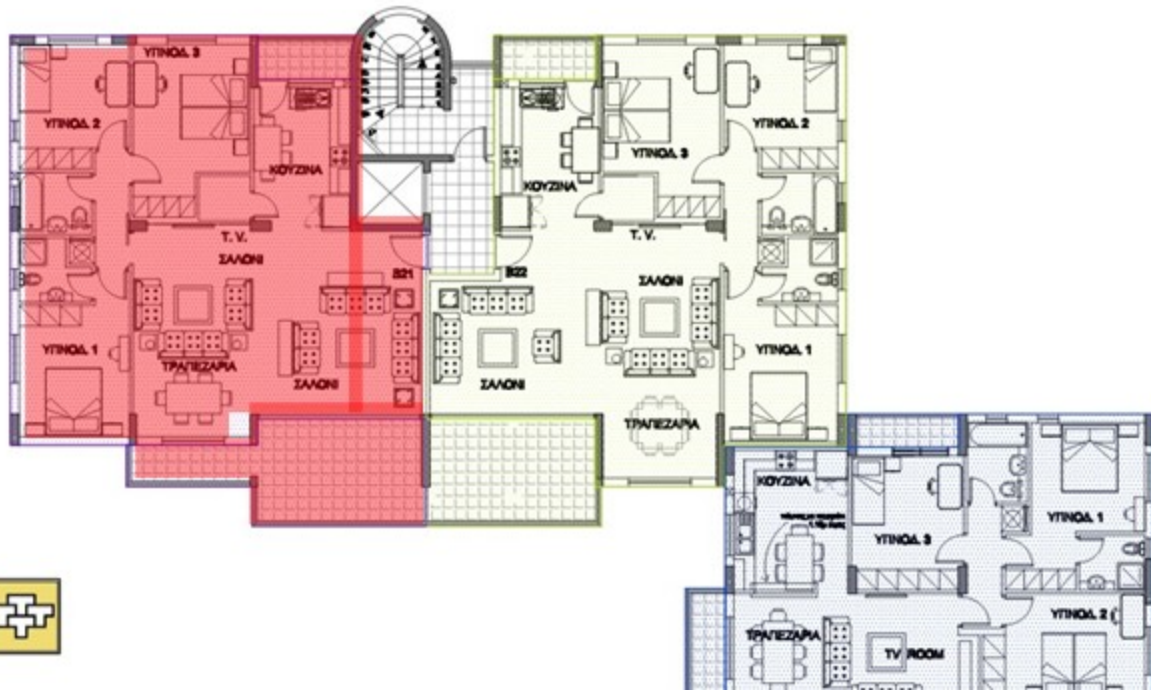 ΥΠΝΟΔ. 3
ΥΠΝΟΔ. 2
ΚΟΥΖΙΝΑ
Τ. V.
ΣΑΛΟΝΙ
B21
ΥΠΝΟΔ. 1
ΤΡΑΠΕΖΑΡΙΑ
ΣΑΛΟΝΙ
P
A
ΚΟΥΖΙΝΑ
ΥΠΝΟΔ. 3
ΥΠΝΟΔ. 2
Τ. V.
B22
ΣΑΛΟΝΙ
ΥΠΝΟΔ. 1
ΣΑΛΟΝΙ
ΤΡΑΠΕΖΑΡΙΑ
ΚΟΥΖΙΝΑ
ΥΠΝΟΔ. 1
ΥΠΝΟΔ. 3
ΥΠΝΟΔ. 2
ΤΡΑΠΕΖΑΡΙΑ
TV ROOM